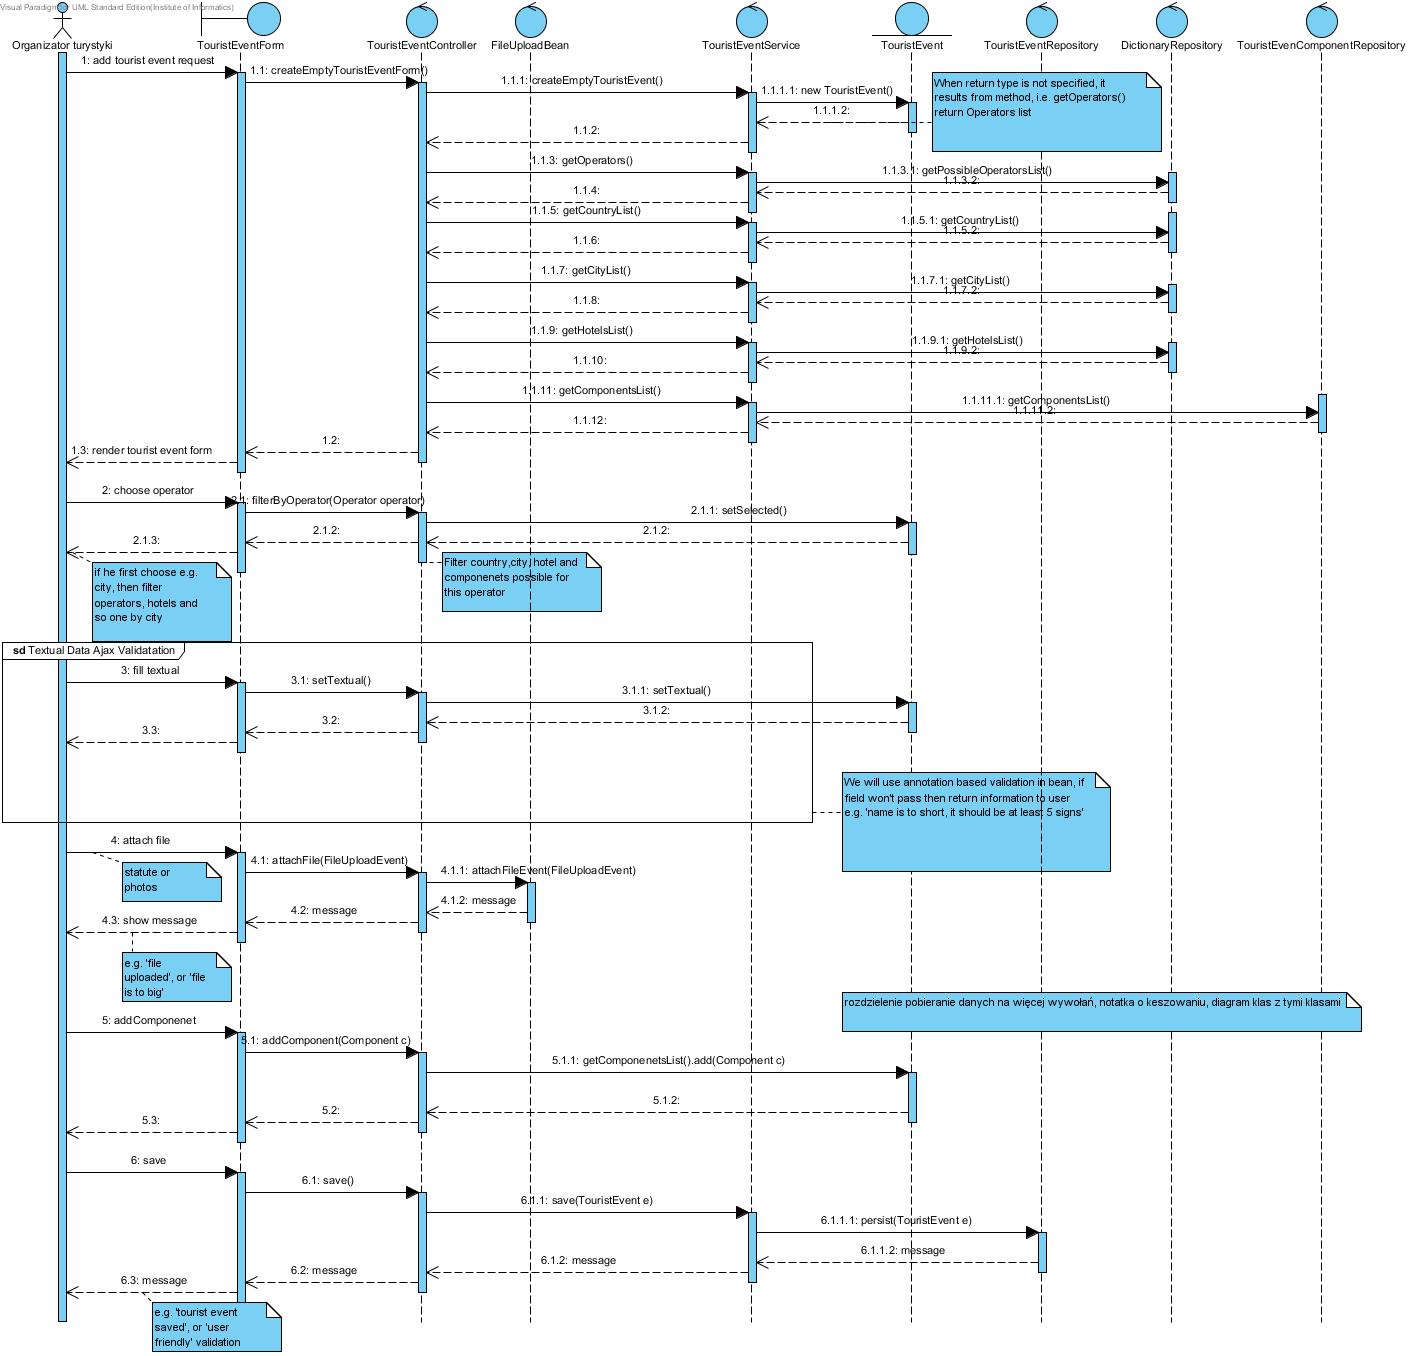 Visual Paradigm for UML Standard Edition(Institute of Informatics)
Organizator turystyki
TouristEventForm
TouristEventController
FileUploadBean
TouristEventService
TouristEvent
TouristEventRepository
DictionaryRepository
TouristEvenComponentRepository
1: add tourist event request
1.1: createEmptyTouristEventForm()
1.1.1: createEmptyTouristEvent()
1.1.1.1: new TouristEvent()
When return type is not specified, it
results from method, i.e. getOperators()
return Operators list
1.1.1.2:
1.1.2:
1.1.3: getOperators()
1.1.3.1: getPossibleOperatorsList()
1.1.3.2:
1.1.4:
1.1.5: getCountryList()
1.1.5.1: getCountryList()
1.1.5.2:
1.1.6:
1.1.7: getCityList()
1.1.7.1: getCityList()
1.1.7.2:
1.1.8:
1.1.9: getHotelsList()
1.1.9.1: getHotelsList()
1.1.9.2:
1.1.10:
1.1.11: getComponentsList()
1.1.11.1: getComponentsList()
1.1.11.2:
1.1.12:
1.2:
1.3: render tourist event form
2: choose operator
2.1: filterByOperator(Operator operator)
2.1.1: setSelected()
2.1.2:
2.1.2:
2.1.3:
Filter country,city, hotel and
componenets possible for
this operator
if he first choose e.g.
city, then filter
operators, hotels and
so one by city
sd Textual Data Ajax Validatation
3: fill textual
3.1: setTextual()
3.1.1: setTextual()
3.1.2:
3.2:
3.3:
We will use annotation based validation in bean, if
field won't pass then return information to user
e.g. 'name is to short, it should be at least 5 signs'
4: attach file
4.1: attachFile(FileUploadEvent)
4.1.1: attachFileEvent(FileUploadEvent)
statute or
photos
4.1.2: message
4.2: message
4.3: show message
e.g. 'file
uploaded', or 'file
is to big'
rozdzielenie pobieranie danych na więcej wywołań, notatka o keszowaniu, diagram klas z tymi klasami
5: addComponenet
5.1: addComponent(Component c)
5.1.1: getComponenetsList().add(Component c)
5.1.2:
5.2:
5.3:
6: save
6.1: save()
6.1.1: save(TouristEvent e)
6.1.1.1: persist(TouristEvent e)
6.1.1.2: message
6.1.2: message
6.2: message
6.3: message
e.g. 'tourist event
saved', or 'user
friendly' validation